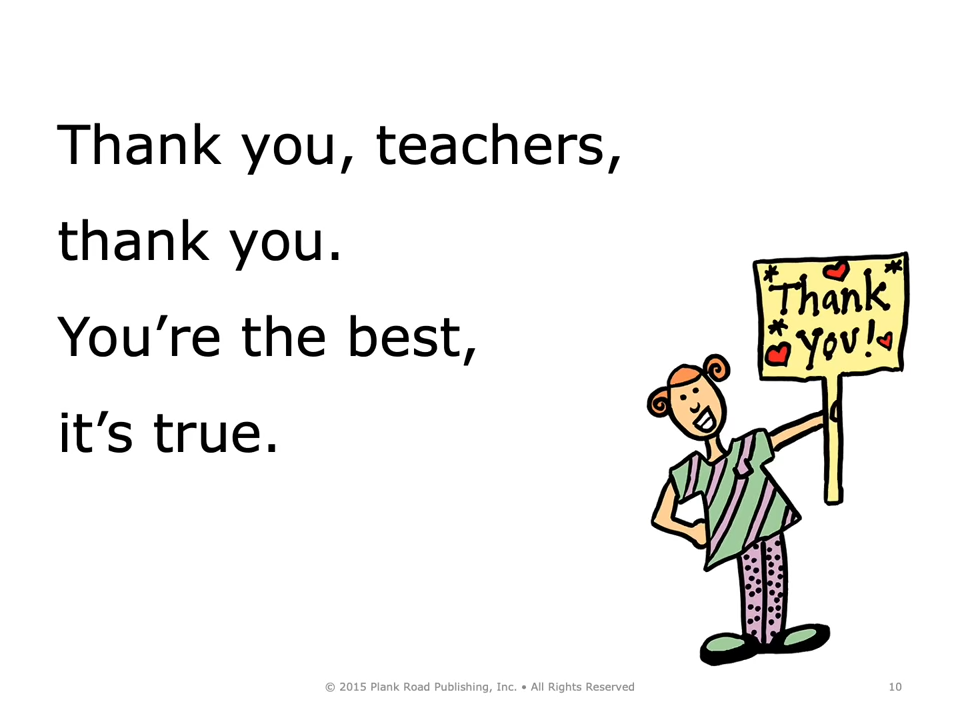 Thank you, teachers,
thank you.
You’re the best,
it’s true.
Thank
you!
© 2015 Plank Road Publishing, Inc. • All Rights Reserved
10